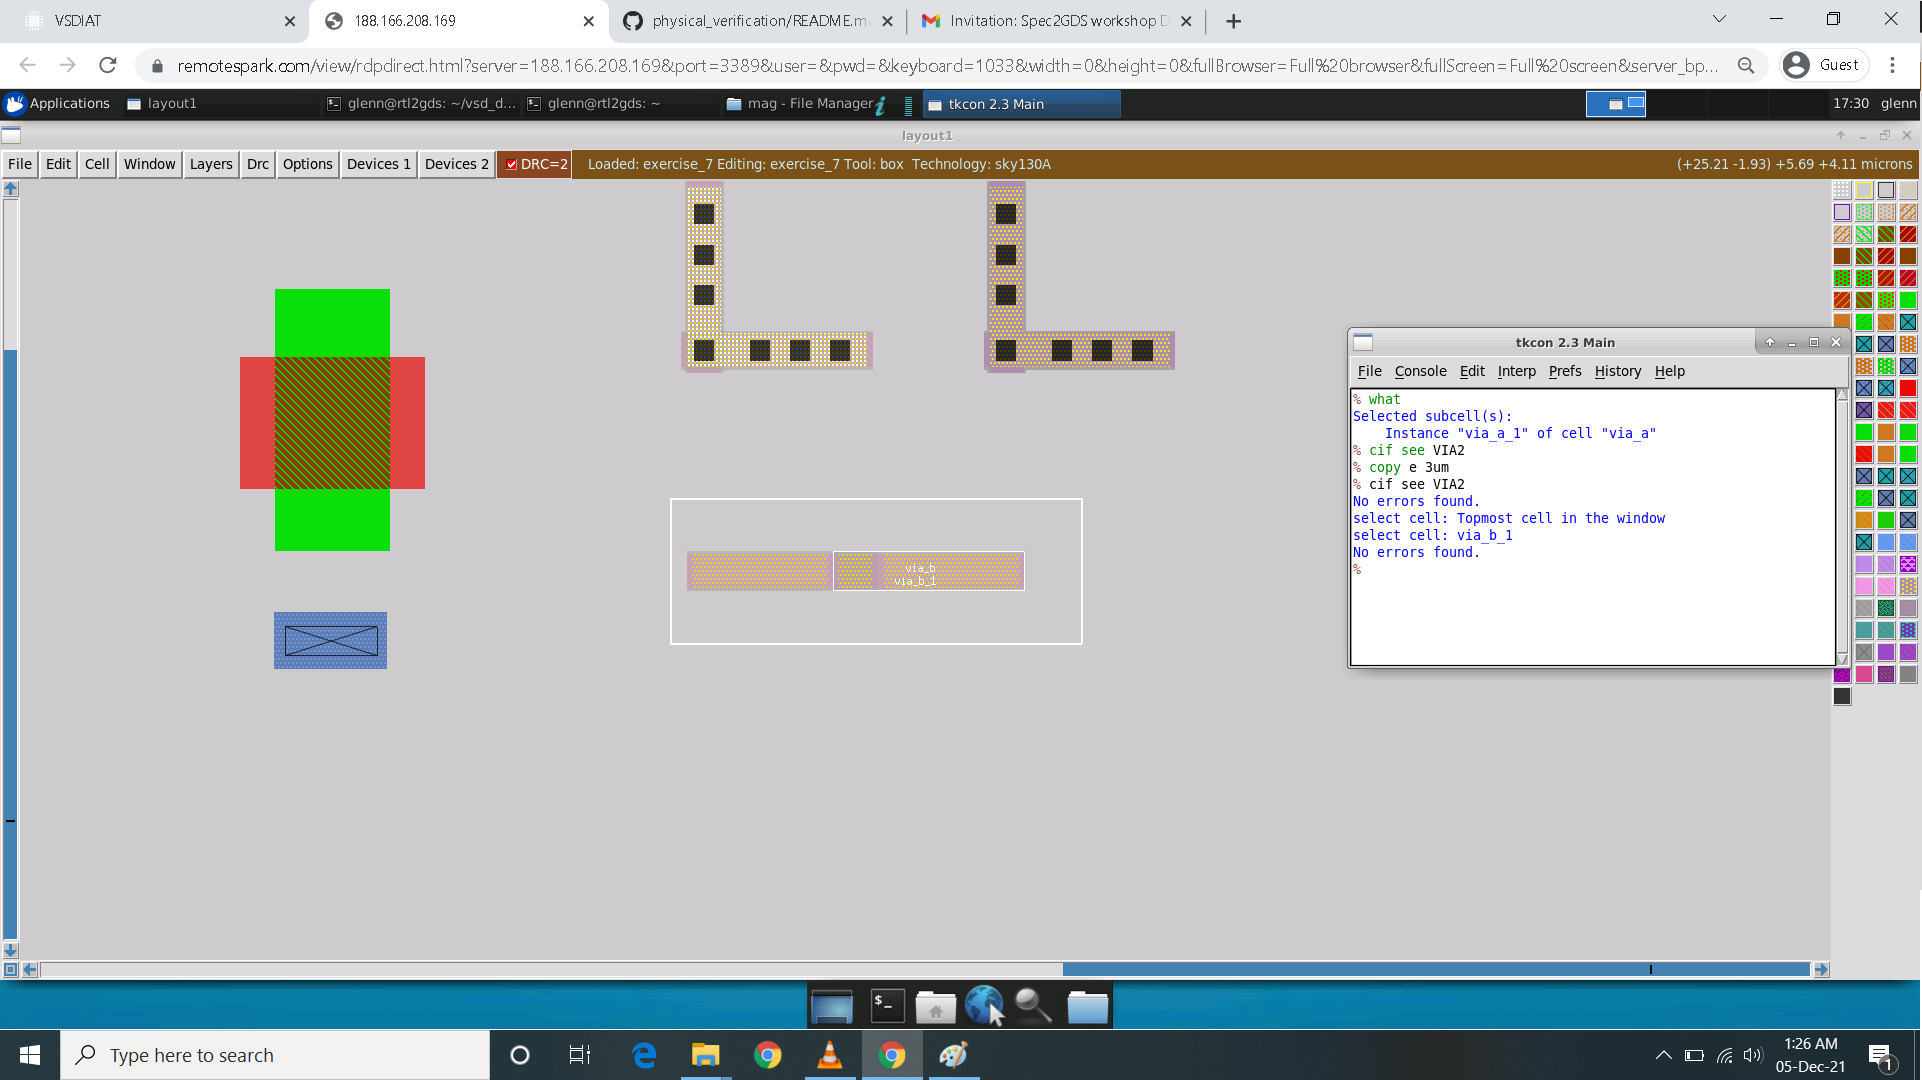 VSDIAT
188.166.208.169
physical_verification/README.m
Invitation: Spec2GDS workshop D
remotespark.com/view/rdpdirect.html?server=188.166.208.169&port=3389&user=&pwd=&keyboard=1033&width=0&height=0&fullBrowser=Full%20browser&fullScreen=Full%20screen&server_bp...
Guest
Applications
layout1
glenn@rtl2gds: ~/vsd_d...
glenn@rtl2gds: ~
mag - File Manager
tkcon 2.3 Main
17:30
glenn
layout1
File Edit Cell Window Layers Drc Options Devices 1 Devices 2 DRC=2 Loaded: exercise_7 Editing: exercise_7 Tool: box Technology: sky130A (+25.21 -1.93) +5.69 +4.11 microns
via_b
via_b_1
tkcon 2.3 Main
File Console Edit Interp Prefs History Help
% what
Selected subcell(s):
Instance "via_a_1" of cell "via_a"
% cif see VIA2
% copy e 3um
% cif see VIA2
No errors found.
select cell: Topmost cell in the window
select cell: via_b_1
No errors found.
%
Type here to search
1:26 AM
05-Dec-21
1